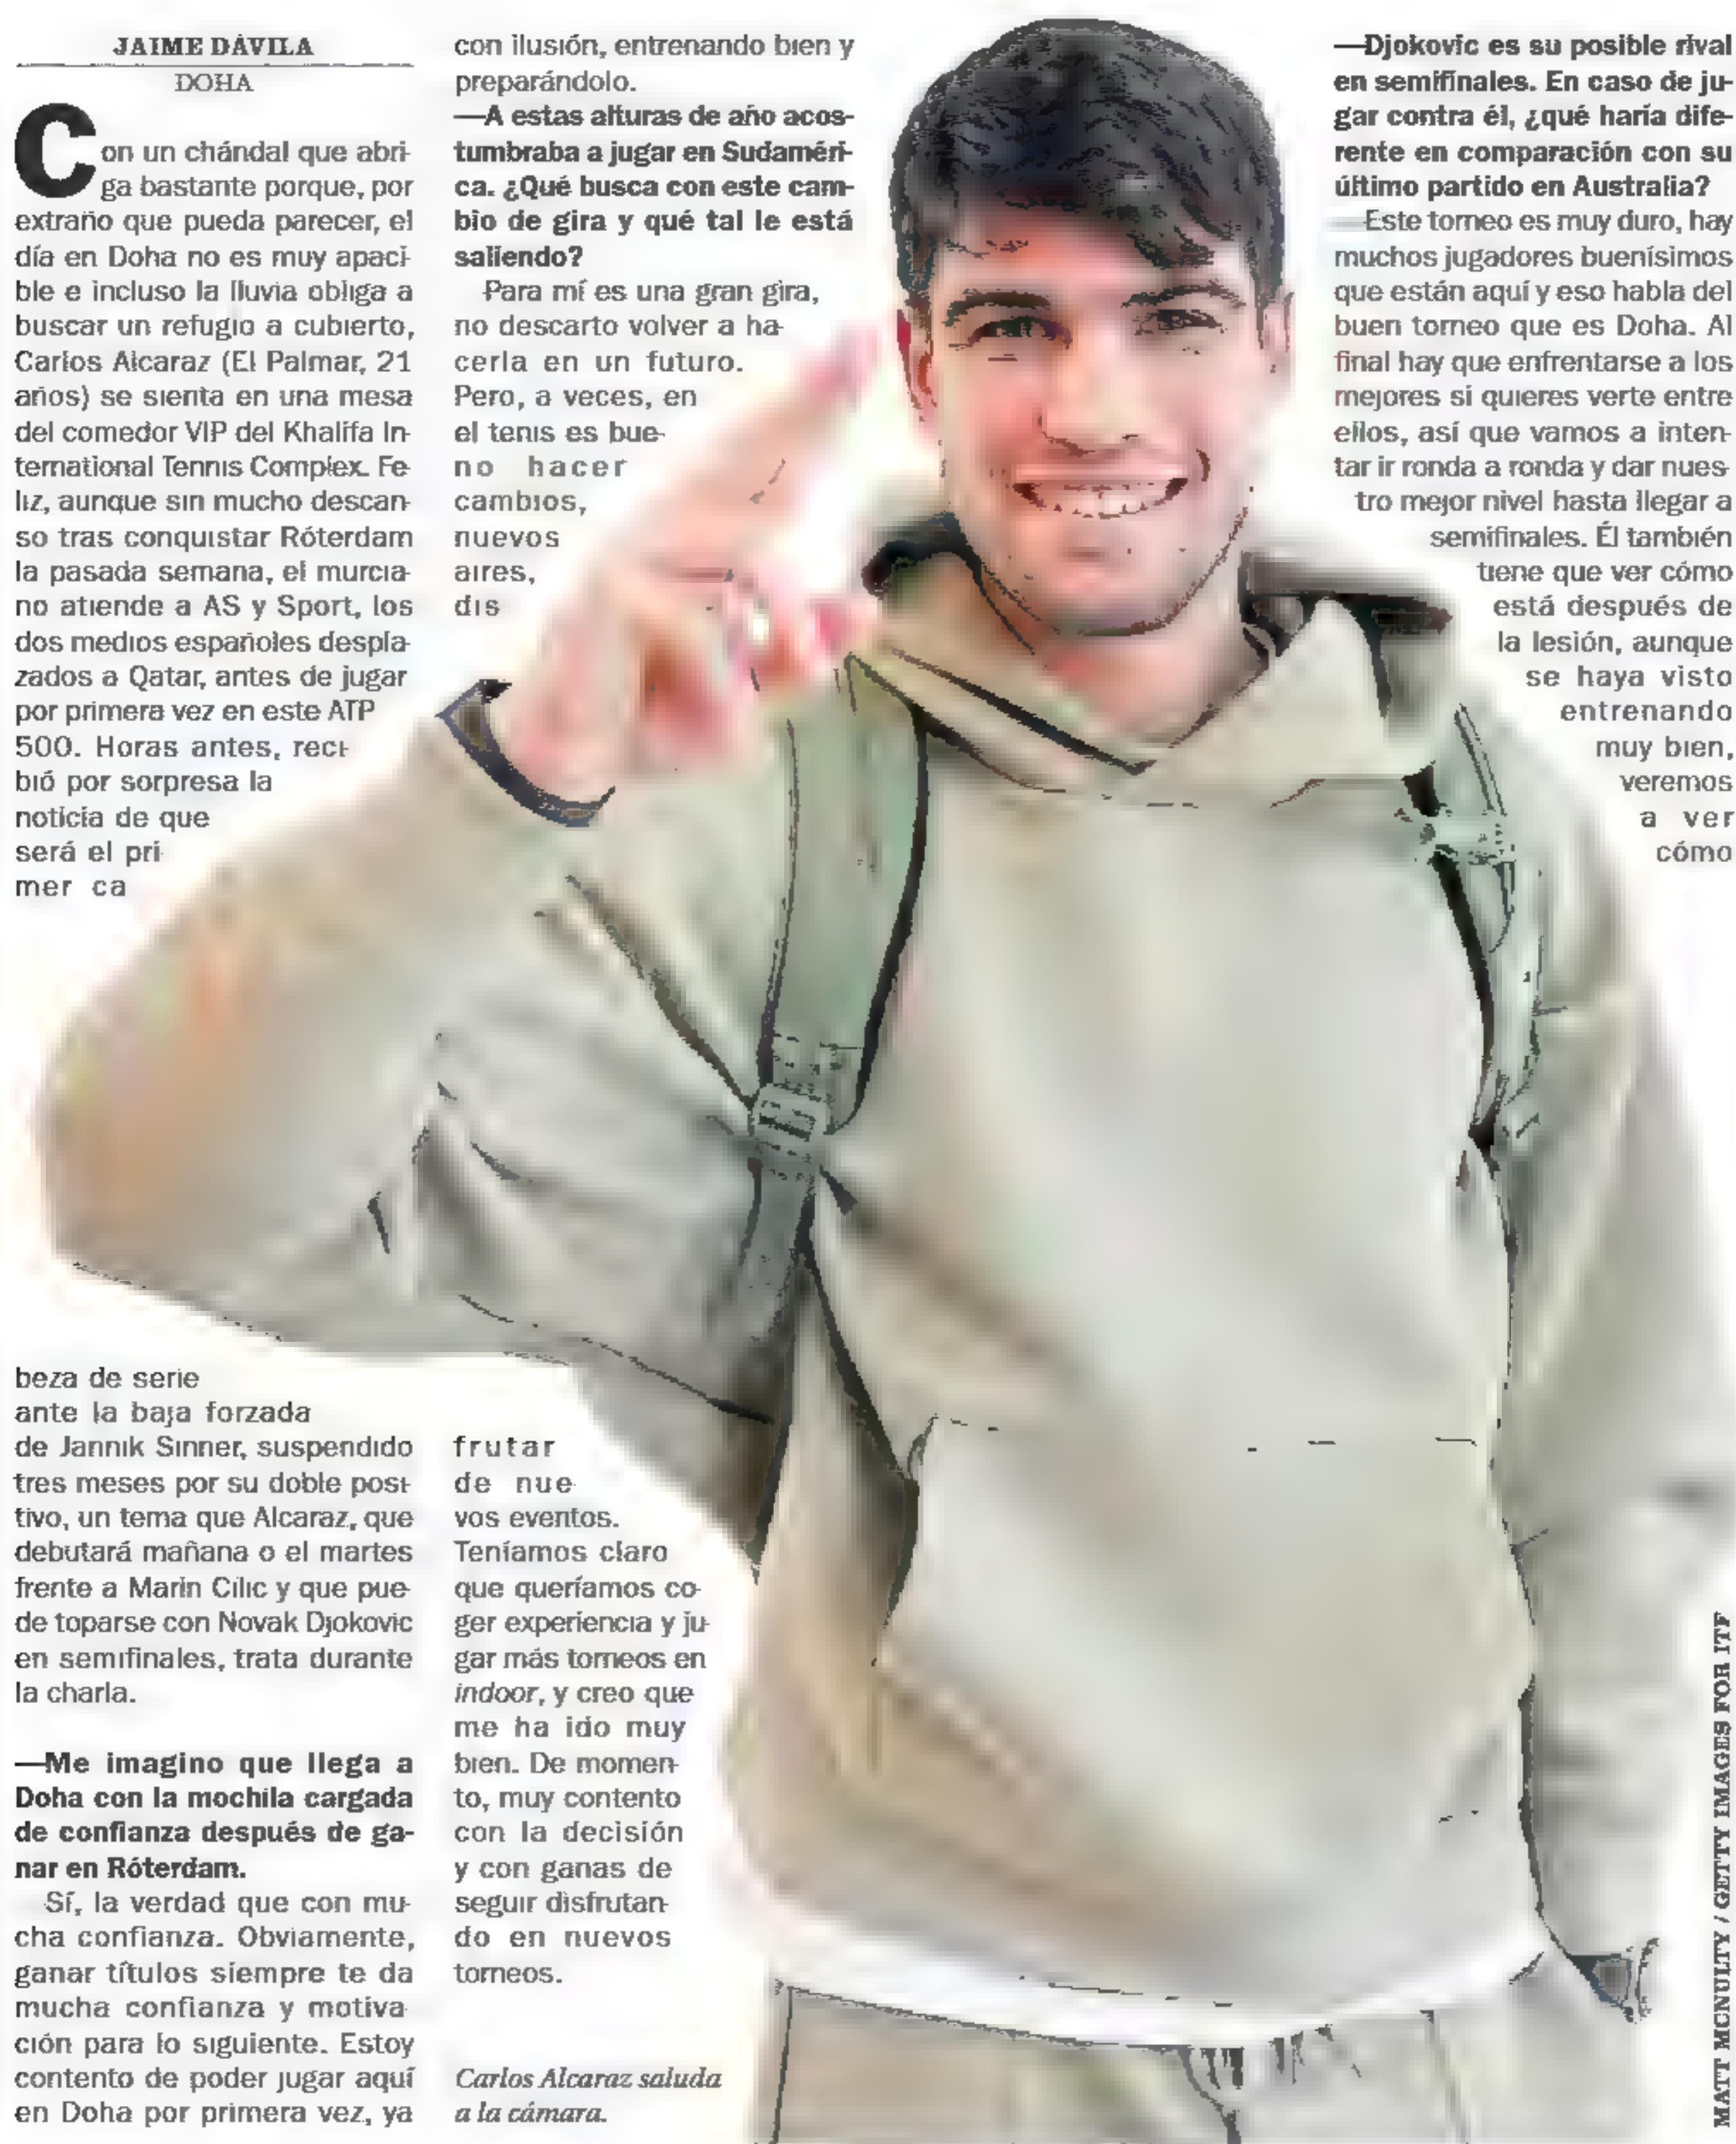 JAIME DÁVILA
DOHA
Con un chándal que abri-
ga bastante porque, por
extraño que pueda parecer, el
día en Doha no es muy apaci-
ble e incluso la lluvia obliga a
buscar un refugio a cubierto,
Carlos Alcaraz (El Palmar, 21
años) se sienta en una mesa
del comedor VIP del Khalifa In-
ternational Tennis Complex. Fe-
liz, aunque sin mucho descan-
so tras conquistar Róterdam
la pasada semana, el murcia-
no atiende a AS y Sport, los
dos medios españoles despla-
zados a Qatar, antes de jugar
por primera vez en este ATP
500. Horas antes, reci-
bió por sorpresa la
noticia de que
será el pri-
mer ca
beza de serie
ante la baja forzada
de Jannik Sinner, suspendido
tres meses por su doble posi-
tivo, un tema que Alcaraz, que
debutará mañana o el martes
frente a Marin Cilic y que pue-
de toparse con Novak Djokovic
en semifinales, trata durante
la charla.
—Me imagino que llega a
Doha con la mochila cargada
de confianza después de ga-
nar en Róterdam.
Sí, la verdad que con mu-
cha confianza. Obviamente,
ganar títulos siempre te da
mucha confianza y motiva-
ción para lo siguiente. Estoy
contento de poder jugar aquí
en Doha por primera vez, ya
con ilusión, entrenando bien y
preparándolo.
—A estas alturas de año acos-
tumbraba a jugar en Sudaméri-
ca. ¿Qué busca con este cam-
bio de gira y qué tal le está
saliendo?
Para mí es una gran gira,
no descarto volver a ha-
cerla en un futuro.
Pero, a veces, en
el tenis es bue-
no hacer
cambios,
nuevos
aires,
dis
frutar
de nue-
vos eventos.
Teníamos claro
que queríamos co-
ger experiencia y ju-
gar más torneos en
indoor, y creo que
me ha ido muy
bien. De momen-
to, muy contento
con la decisión
y con ganas de
seguir disfrutan-
do en nuevos
torneos.
Carlos Alcaraz saluda
a la cámara.
—Djokovic es su posible rival
en semifinales. En caso de ju-
gar contra él, ¿qué haría dife-
rente en comparación con su
último partido en Australia?
—Este torneo es muy duro, hay
muchos jugadores buenísimos
que están aquí y eso habla del
buen torneo que es Doha. Al
final hay que enfrentarse a los
mejores si quieres verte entre
ellos, así que vamos a inten-
tar ir ronda a ronda y dar nues-
tro mejor nivel hasta llegar a
semifinales. Él también
tiene que ver cómo
está después de
la lesión, aunque
se haya visto
entrenando
muy bien,
veremos
a ver
cómo
MATT MCNULTY / GETTY IMAGES FOR ITF